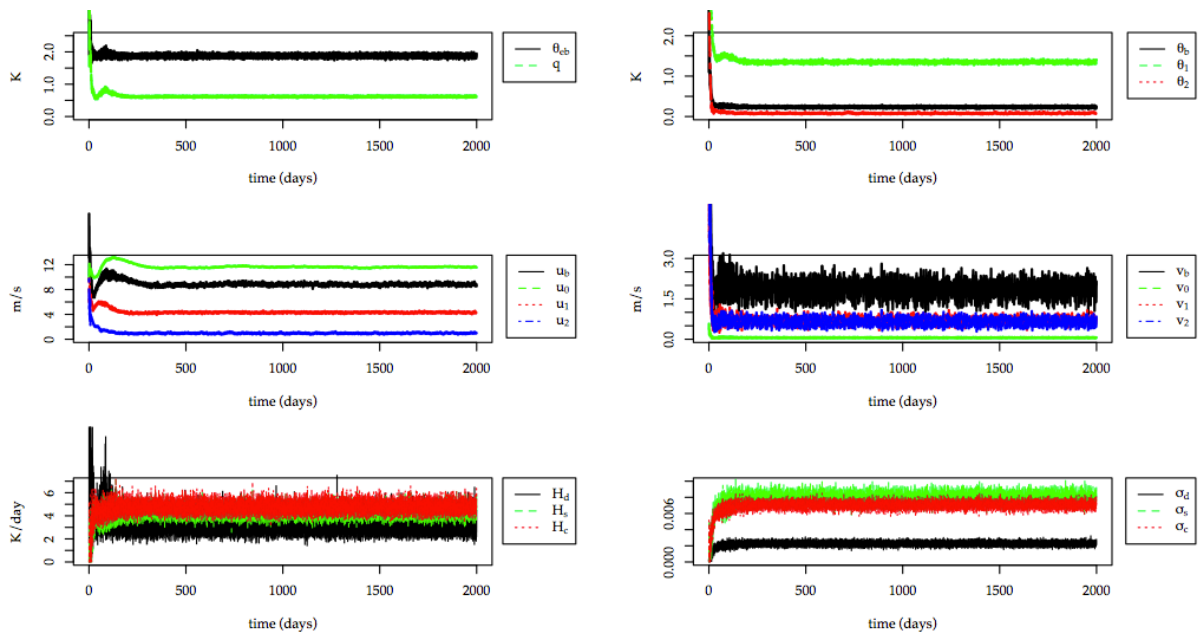 K
0.0
1.0
2.0
0
500
1000
1500
2000
time (days)
θeb
q
K
0.0
1.0
2.0
0
500
1000
1500
2000
time (days)
θb
θ1
θ2
m/s
0
4
8
12
0
500
1000
1500
2000
time (days)
ub
u0
u1
u2
m/s
0.0
1.5
3.0
0
500
1000
1500
2000
time (days)
vb
v0
v1
v2
K/day
0
2
4
5
6
0
500
1000
1500
2000
time (days)
Hd
Hs
Hc
0.000
0.006
0
500
1000
1500
2000
time (days)
σd
σs
σc